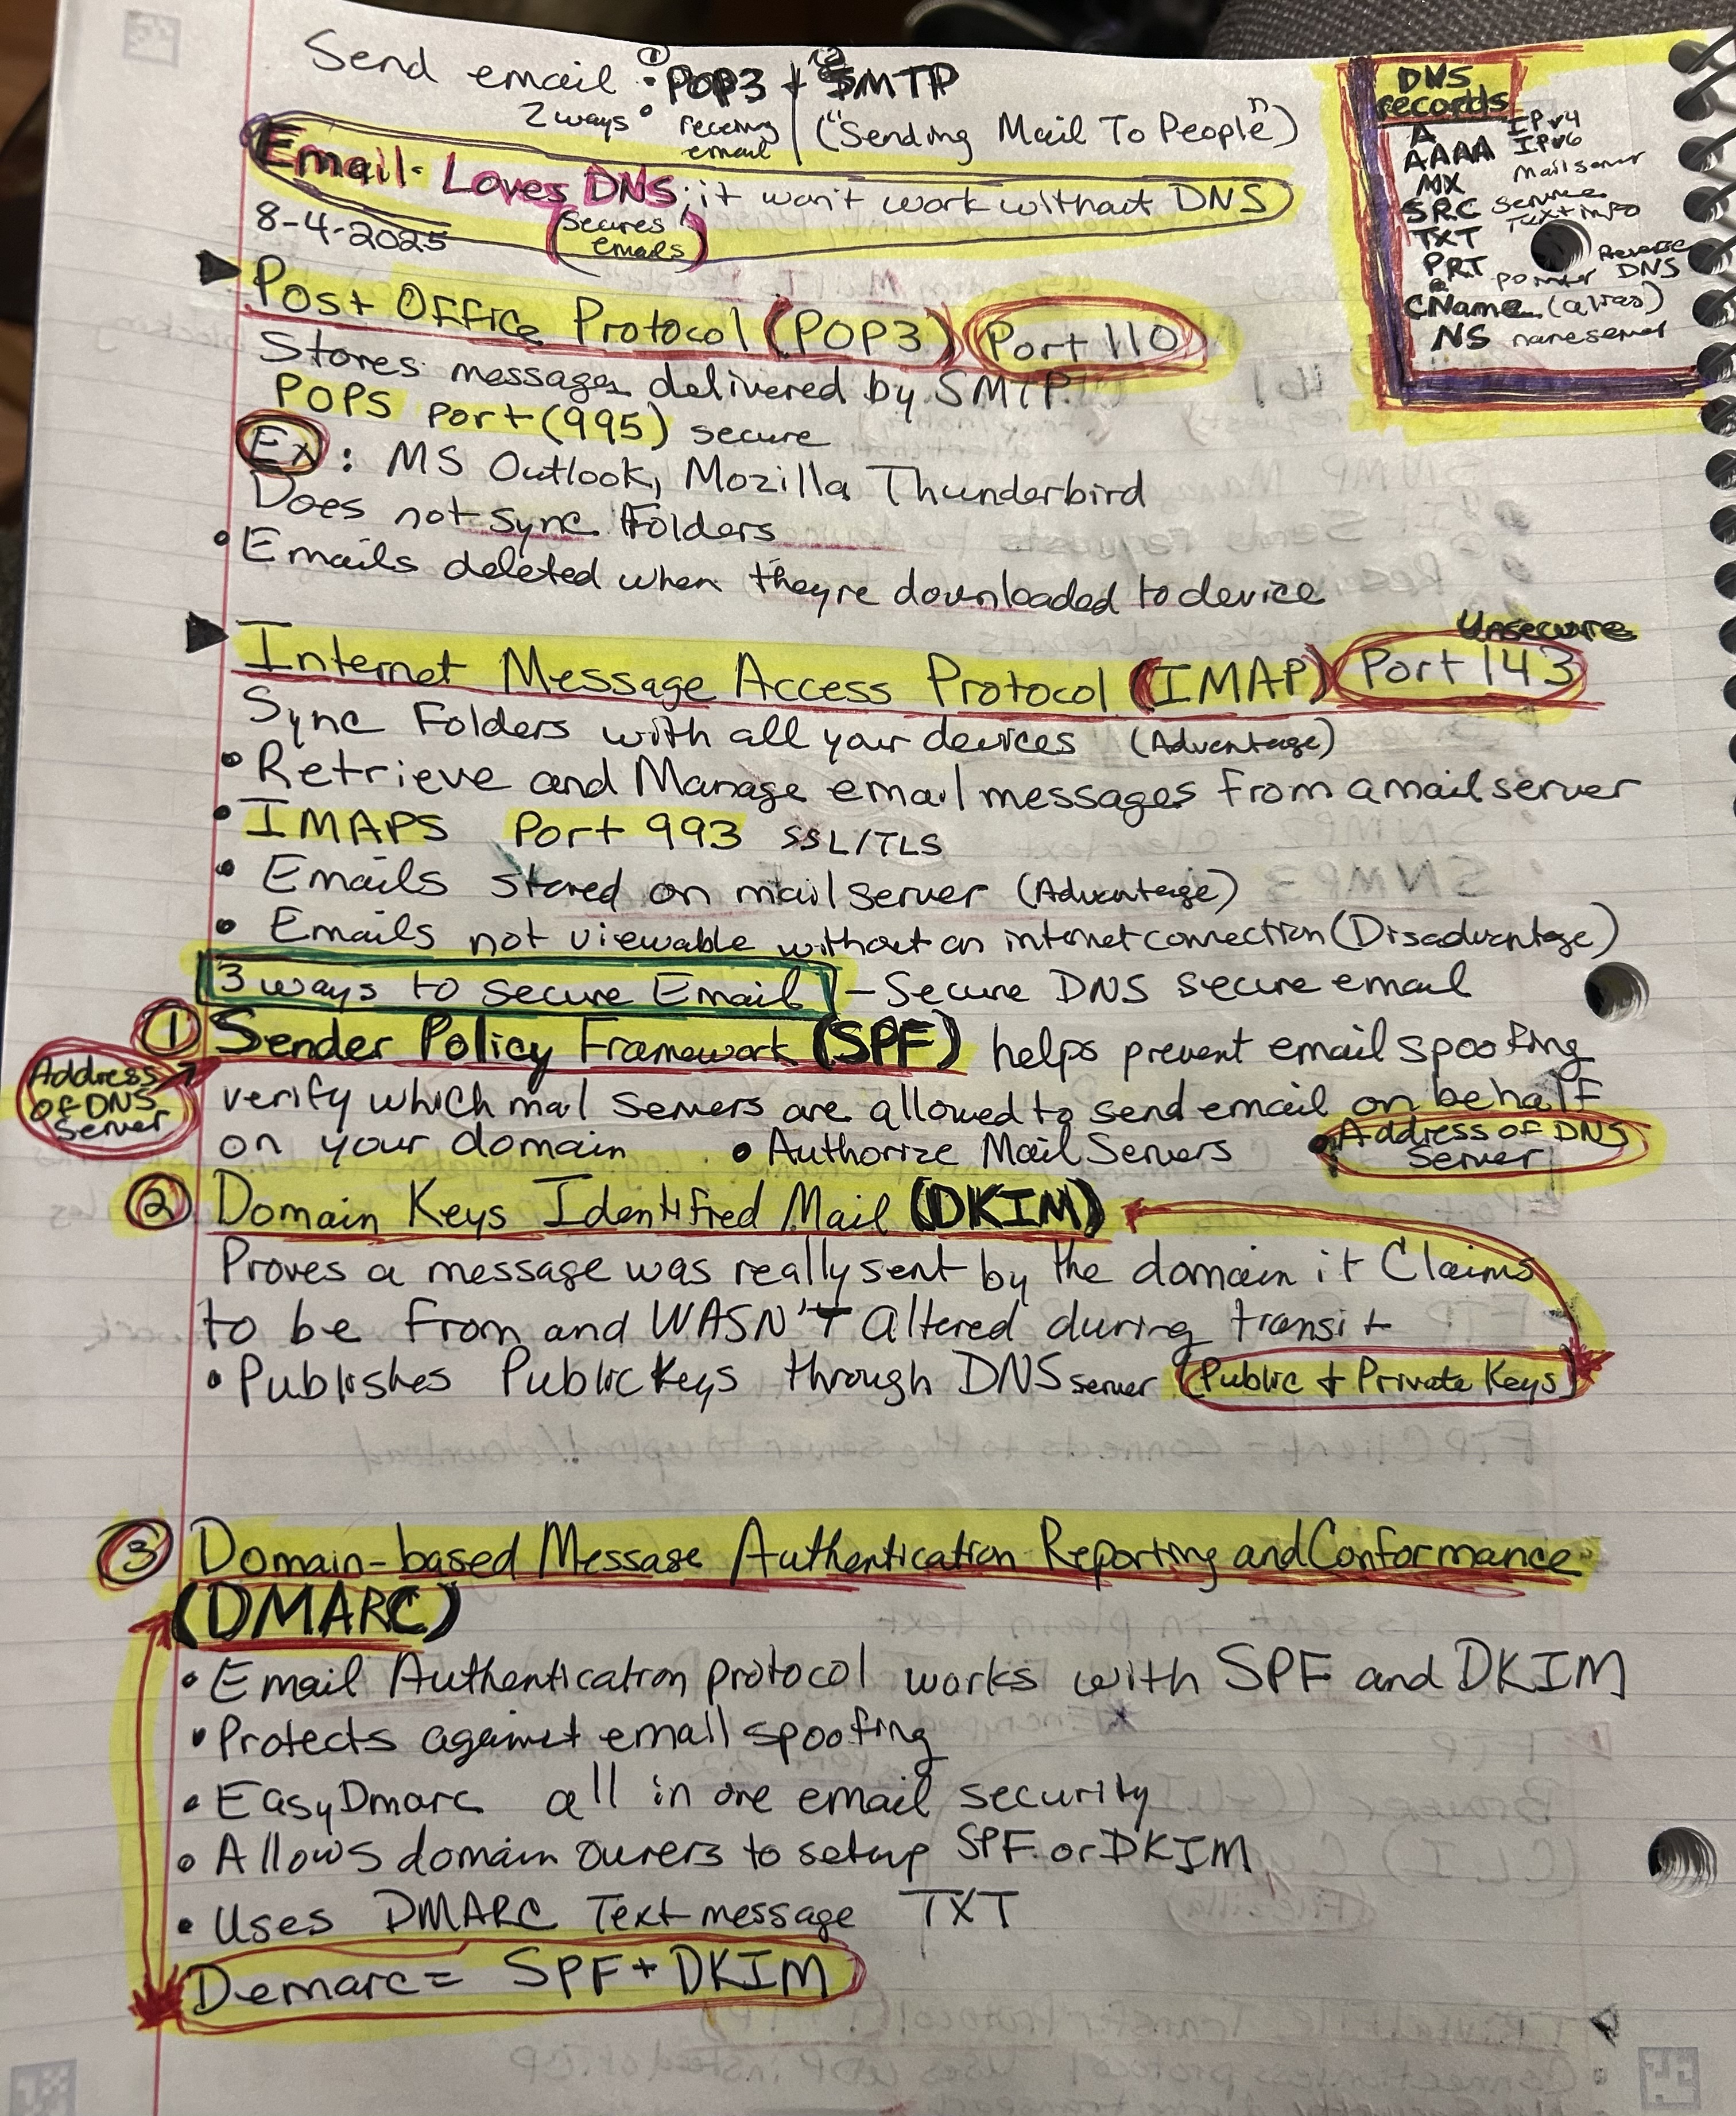 Send email : ① POP3 + ② SMTP
2 ways • receving email | ("Sending Mail To People")
Email. Loves DNS; it won't work without DNS
(Secures emails)
8-4-2025
DNS records
A IPv4
AAAA IPv6
MX Mail server
SRC service
TXT Text info
PRT pointer Reverse DNS
CName (alias)
NS name server
Post Office Protocol (POP3) (Port 110)
Stores messages delivered by SMTP.
POPS Port (995) secure
Ex: MS Outlook, Mozilla Thunderbird
Does not sync Folders
• Emails deleted when theyre downloaded to device
Unsecure
Internet Message Access Protocol (IMAP) Port 143
Sync Folders with all your devices (Advantage)
• Retrieve and Manage email messages from a mail server
• IMAPS Port 993 SSL/TLS
• Emails stored on mail server (Advantage)
• Emails not viewable without an internet connection (Disadvantage)
3 ways to secure Email – Secure DNS secure email
① Sender Policy Framework (SPF) helps prevent email spoofing
Address of DNS Server
verify which mail servers are allowed to send email on behalf
on your domain • Authorize Mail Servers • Address of DNS Server
② Domain Keys Identified Mail (DKIM)
Proves a message was really sent by the domain it Claims
to be from and WASN'T altered during transit
• Publishes Public Keys through DNS server (Public + Private Keys)
③ Domain-based Message Authentication Reporting and Conformance
(DMARC)
• Email Authentication protocol works with SPF and DKIM
• Protects against email spoofing
• EasyDmarc all in one email security
• Allows domain owners to setup SPF or DKIM
• Uses DMARC Text message TXT
Demarc = SPF + DKIM